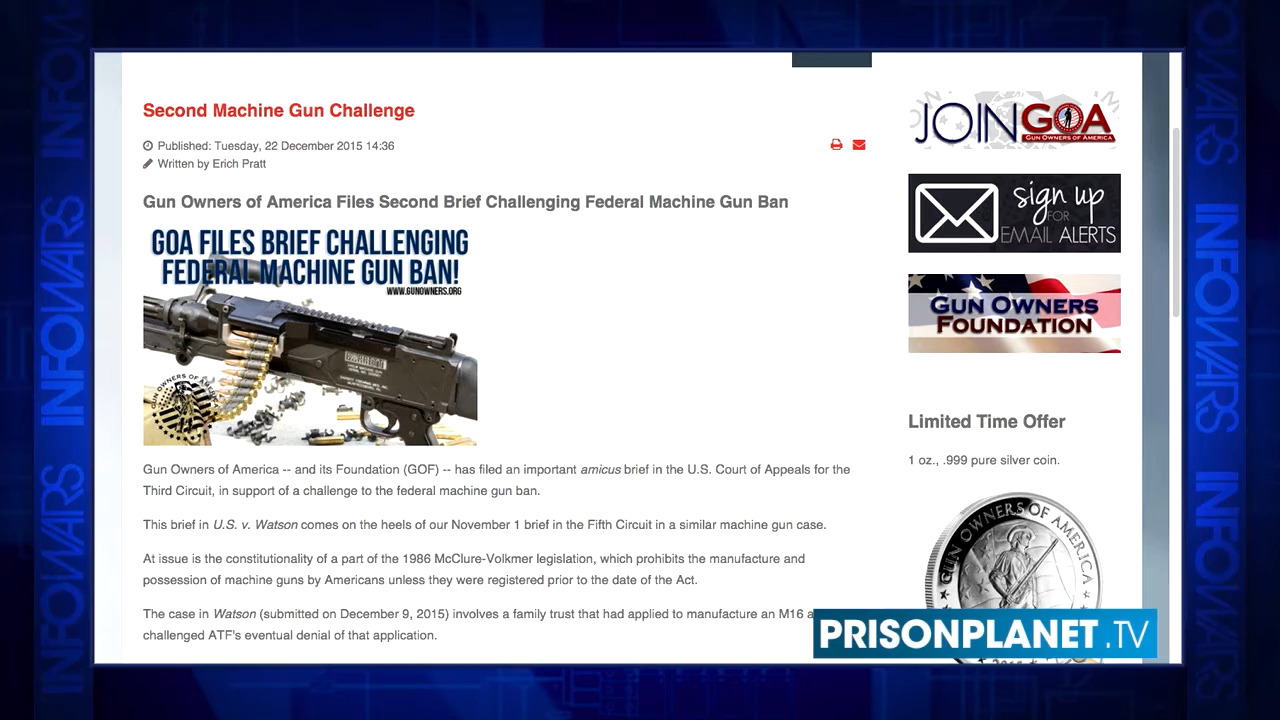 INFOWARS
INFOWARS
INFOWARS
Second Machine Gun Challenge
Published: Tuesday, 22 December 2015 14:36
Written by Erich Pratt
Gun Owners of America Files Second Brief Challenging Federal Machine Gun Ban
GOA FILES BRIEF CHALLENGING
FEDERAL MACHINE GUN BAN!
WWW.GUNOWNERS.ORG
GUN OWNERS OF AMERICA
Gun Owners of America -- and its Foundation (GOF) -- has filed an important amicus brief in the U.S. Court of Appeals for the
Third Circuit, in support of a challenge to the federal machine gun ban.
This brief in U.S. v. Watson comes on the heels of our November 1 brief in the Fifth Circuit in a similar machine gun case.
At issue is the constitutionality of a part of the 1986 McClure-Volkmer legislation, which prohibits the manufacture and
possession of machine guns by Americans unless they were registered prior to the date of the Act.
The case in Watson (submitted on December 9, 2015) involves a family trust that had applied to manufacture an M16 a
challenged ATF's eventual denial of that application.
JOIN GOA
GUN OWNERS OF AMERICA
sign up
FOR
EMAIL ALERTS
GUN OWNERS
FOUNDATION
Limited Time Offer
1 oz., .999 pure silver coin.
GUN OWNERS OF AMERICA
PRISONPLANET.TV
INFOWARS
INFOWARS
INFOWARS